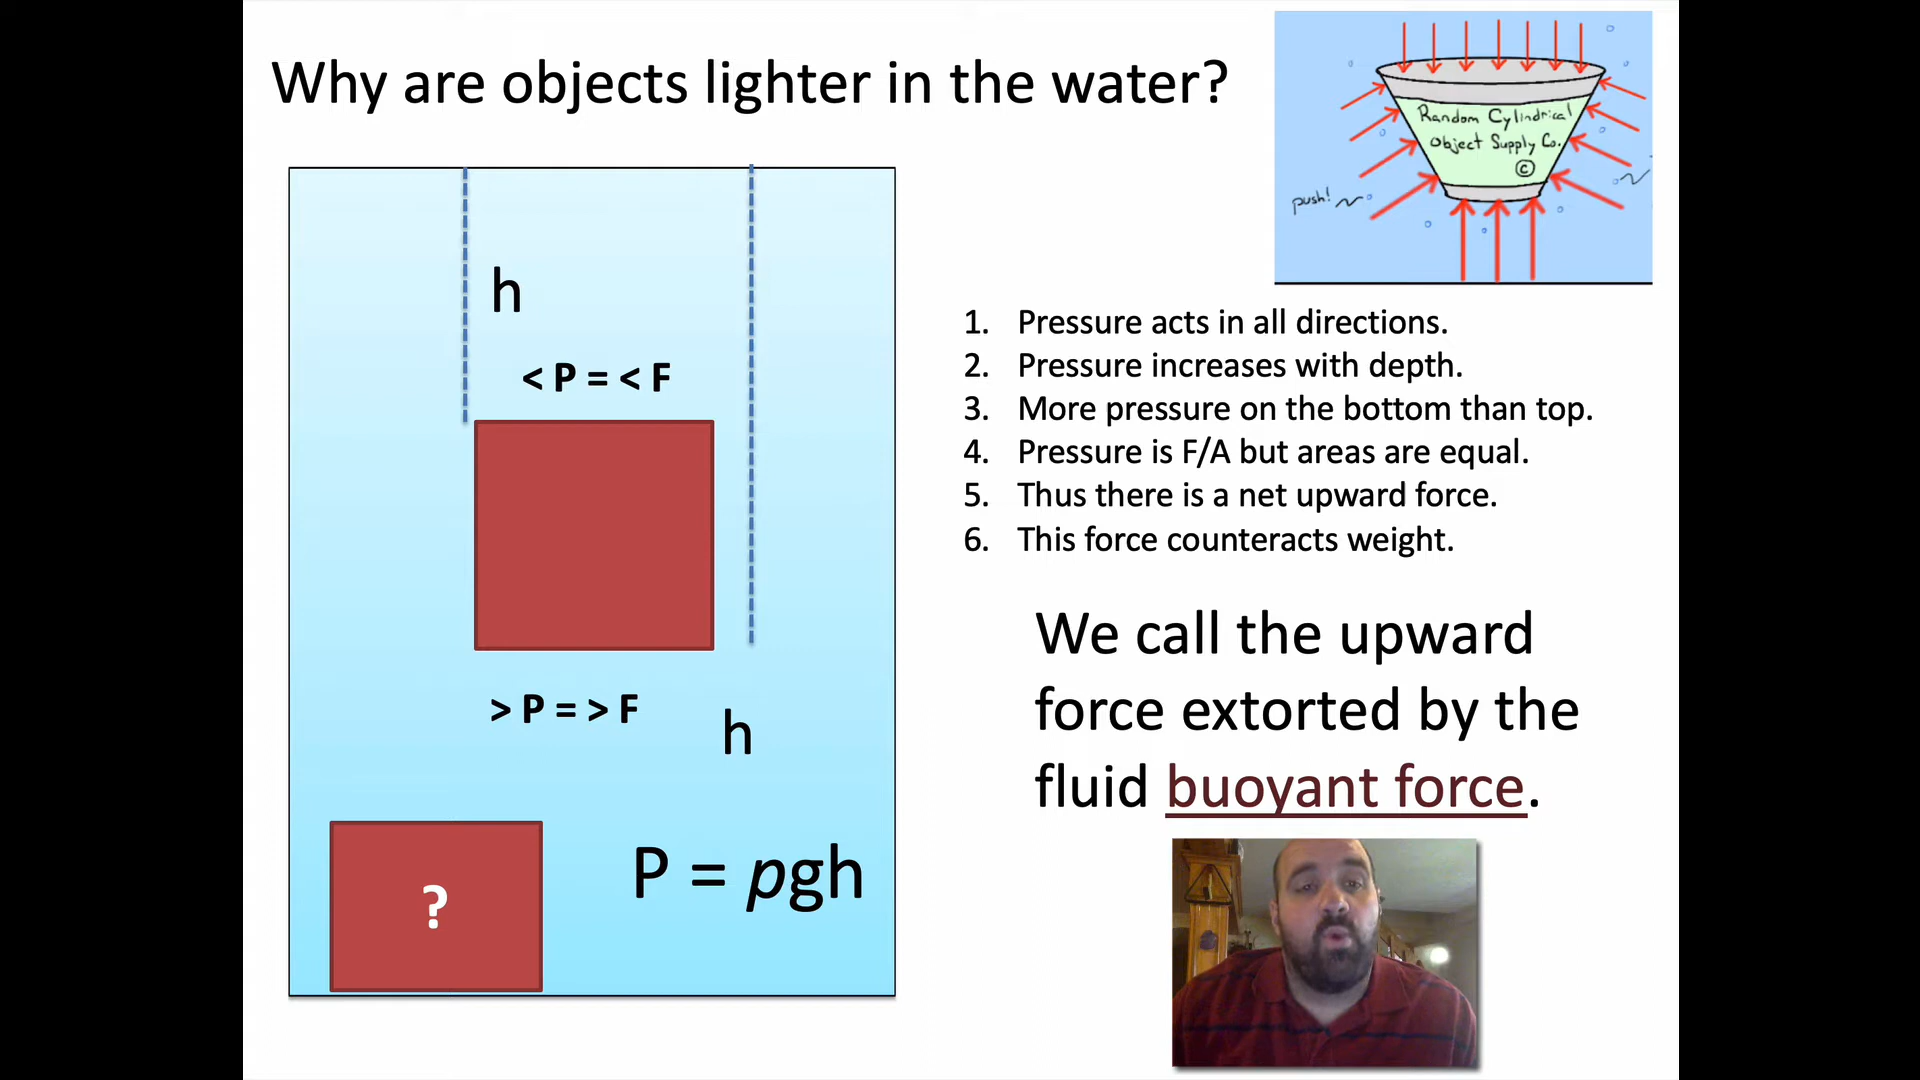 Why are objects lighter in the water?
Random Cylindrical
Object Supply Co.
©
push!
h
< P = < F
> P = > F
h
?
P = pgh
1. Pressure acts in all directions.
2. Pressure increases with depth.
3. More pressure on the bottom than top.
4. Pressure is F/A but areas are equal.
5. Thus there is a net upward force.
6. This force counteracts weight.
We call the upward
force extorted by the
fluid buoyant force.